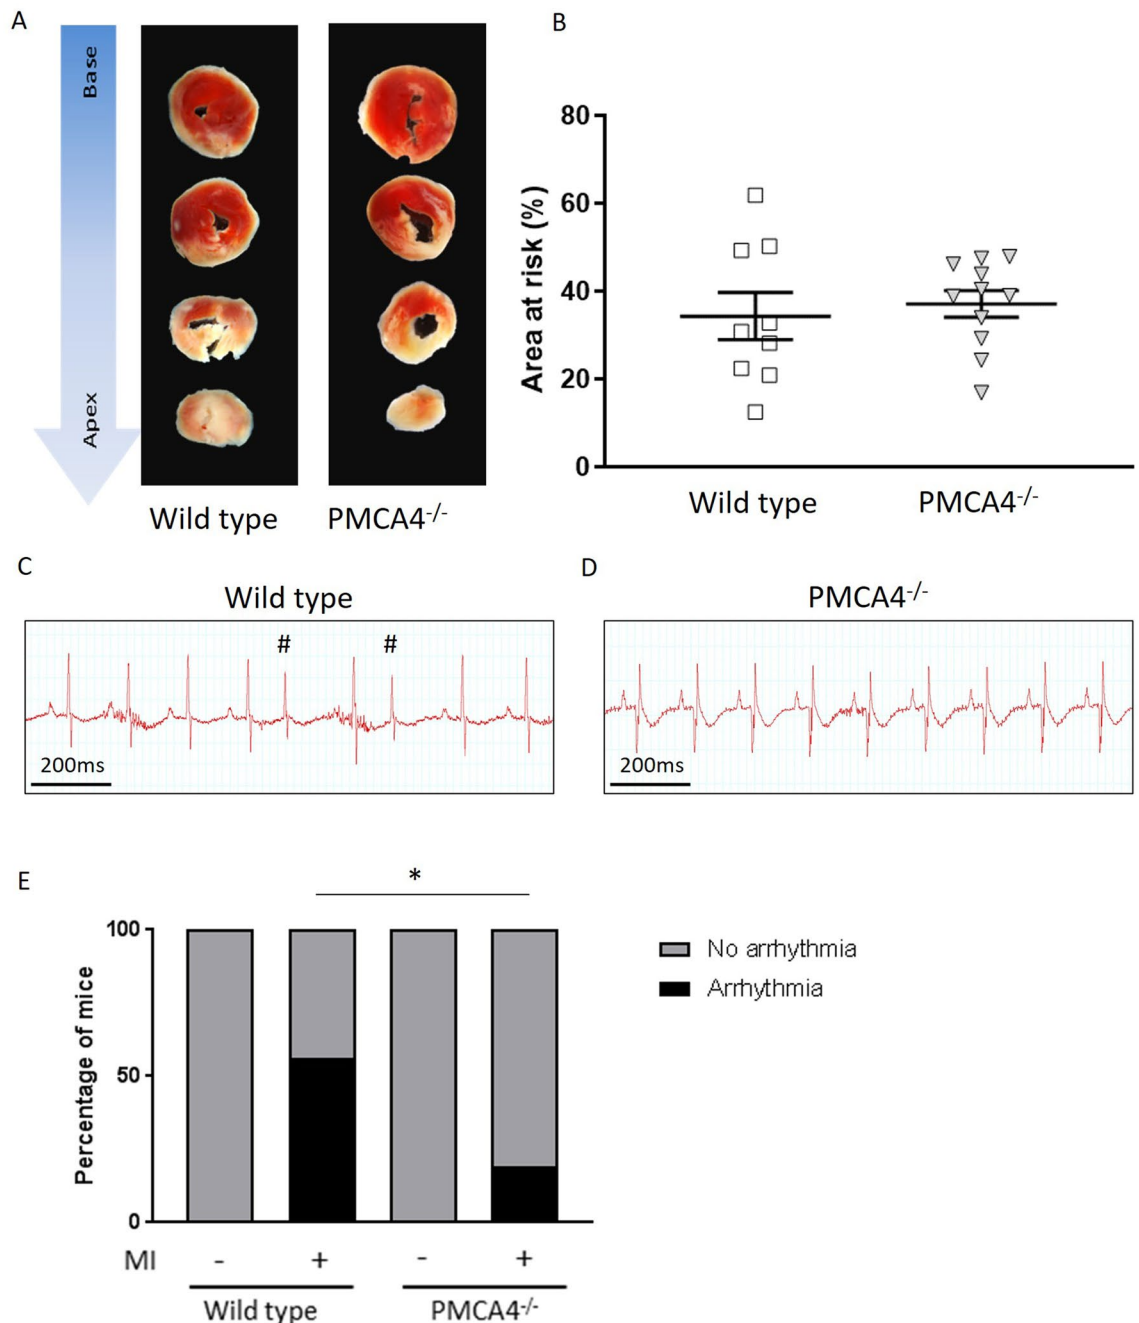 A
Base
Apex
Wild type
PMCA4-/-
B
80
60
40
20
0
Area at risk (%)
Wild type
PMCA4-/-
C
Wild type
#
#
200ms
D
PMCA4-/-
200ms
E
*
100
50
0
Percentage of mice
No arrhythmia
Arrhythmia
MI - + - +
Wild type
PMCA4-/-